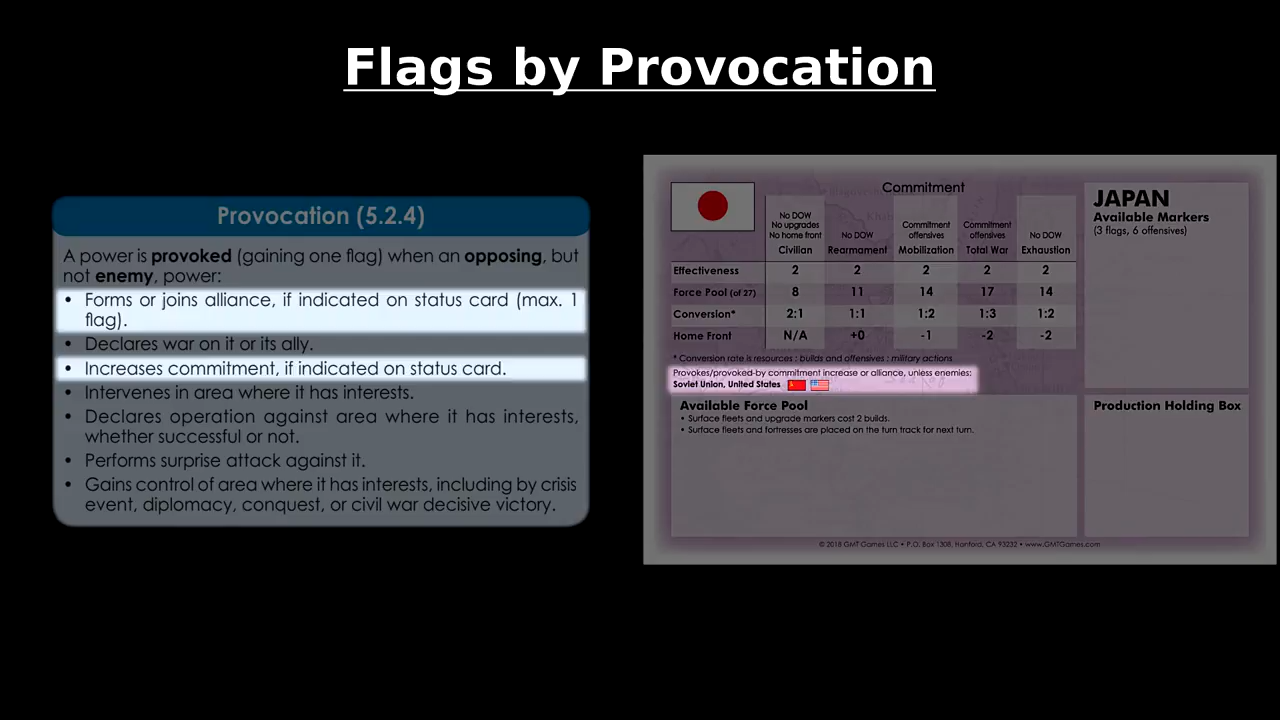 Flags by Provocation
Provocation (5.2.4)
A power is provoked (gaining one flag) when an opposing, but
not enemy, power:
• Forms or joins alliance, if indicated on status card (max. 1
flag).
• Declares war on it or its ally.
• Increases commitment, if indicated on status card.
• Intervenes in area where it has interests.
• Declares operation against area where it has interests,
whether successful or not.
• Performs surprise attack against it.
• Gains control of area where it has interests, including by crisis
event, diplomacy, conquest, or civil war decisive victory.
Commitment
No DOW
No upgrades
No home front
Civilian
No DOW
Rearmament
Commitment
offensives
Mobilization
Commitment
offensives
Total War
No DOW
Exhaustion
Effectiveness 2 2 2 2 2
Force Pool (of 27) 8 11 14 17 14
Conversion* 2:1 1:1 1:2 1:3 1:2
Home Front N/A +0 -1 -2 -2
* Conversion rate is resources : builds and offensives : military actions
Provokes/provoked-by commitment increase or alliance, unless enemies:
Soviet Union, United States
JAPAN
Available Markers
(3 flags, 6 offensives)
Available Force Pool
• Surface fleets and upgrade markers cost 2 builds.
• Surface fleets and fortresses are placed on the turn track for next turn.
Production Holding Box
© 2018 GMT Games LLC • P.O. Box 1308, Hanford, CA 93232 • www.GMTGames.com